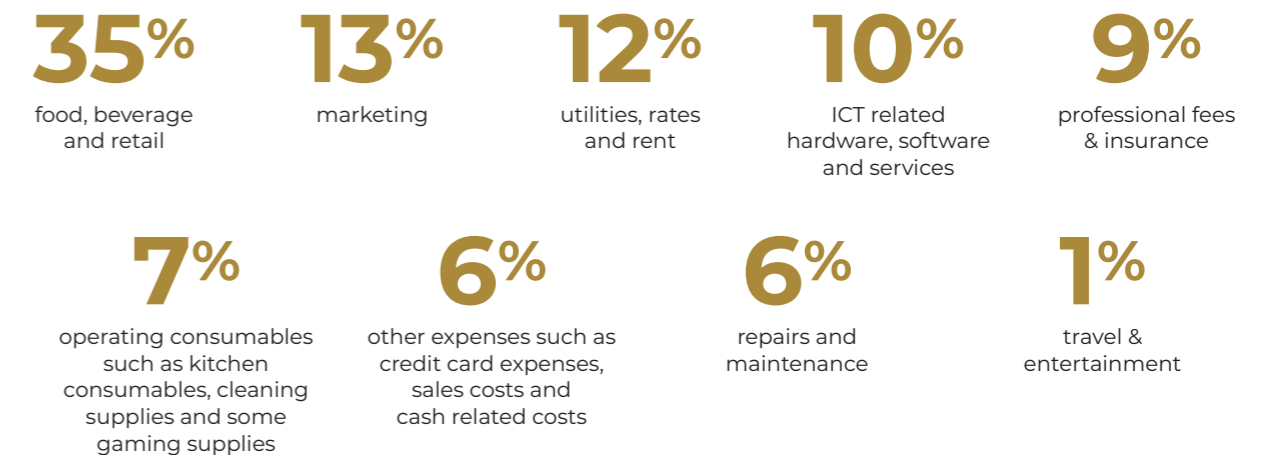 35%
food, beverage
and retail
13%
marketing
12%
utilities, rates
and rent
10%
ICT related
hardware, software
and services
9%
professional fees
& insurance
7%
operating consumables
such as kitchen
consumables, cleaning
supplies and some
gaming supplies
6%
other expenses such as
credit card expenses,
sales costs and
cash related costs
6%
repairs and
maintenance
1%
travel &
entertainment